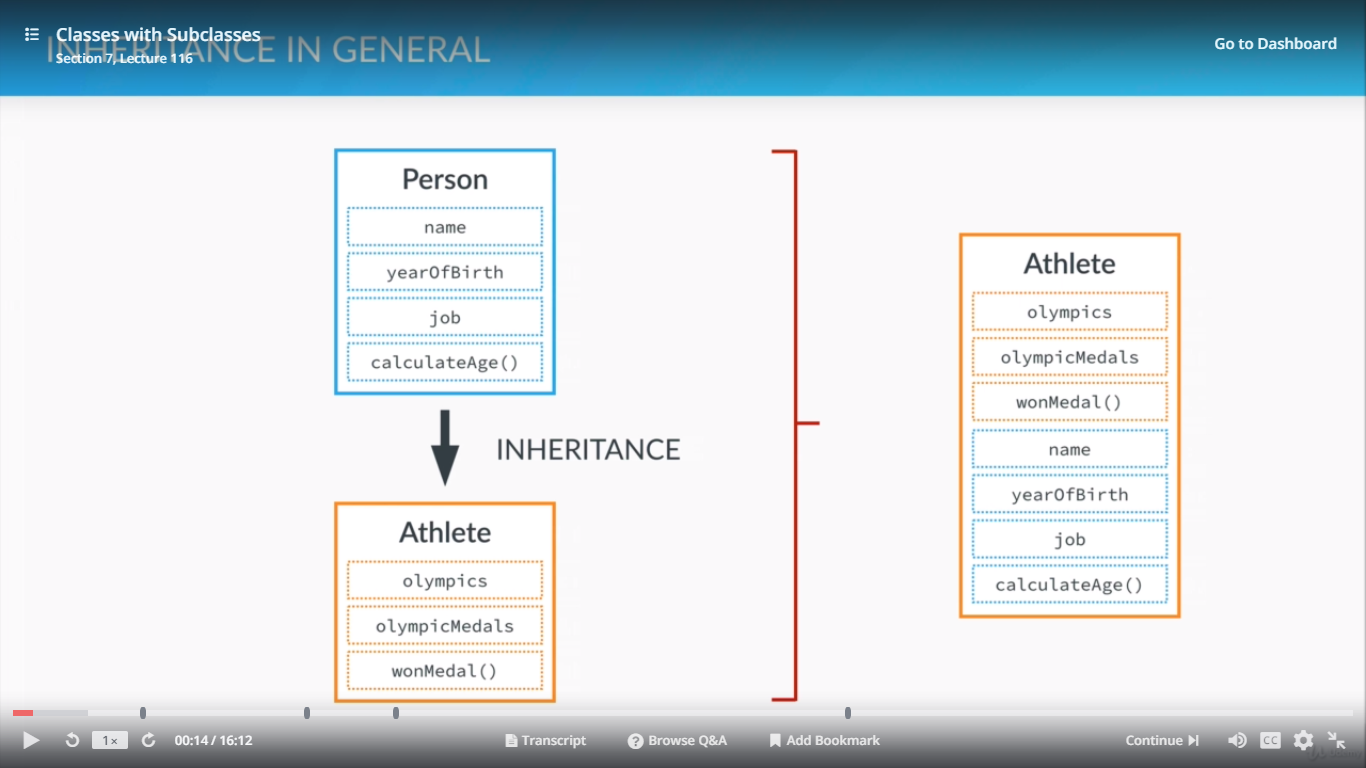 Classes with Subclasses
INHERITANCE IN GENERAL
Section 7, Lecture 116
Go to Dashboard
Person
name
yearOfBirth
job
calculateAge()
INHERITANCE
Athlete
olympics
olympicMedals
wonMedal()
Athlete
olympics
olympicMedals
wonMedal()
name
yearOfBirth
job
calculateAge()
1×
00:14 / 16:12
Transcript
? Browse Q&A
Add Bookmark
Continue
CC